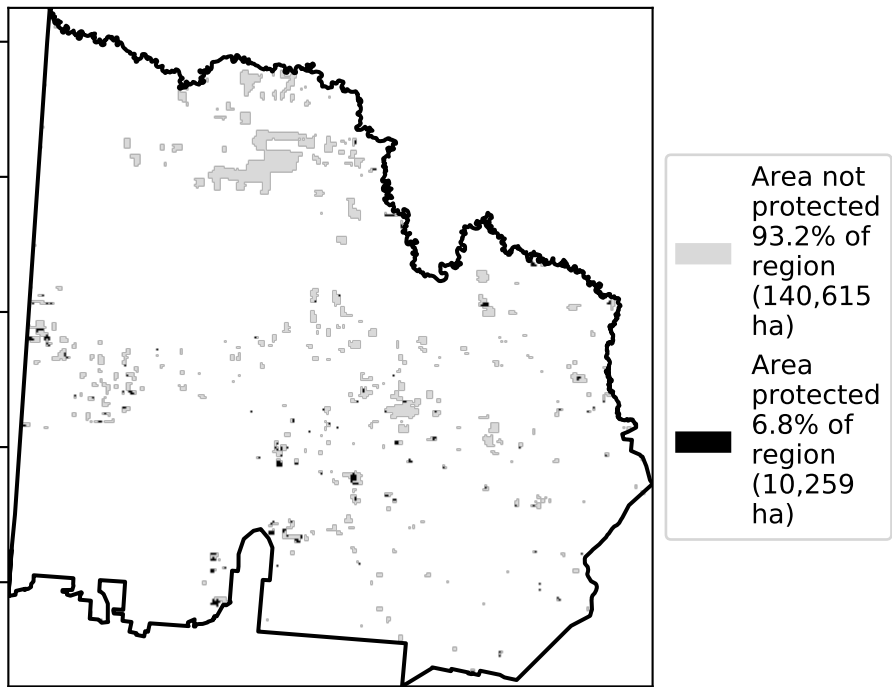 Area not
protected
93.2% of
region
(140,615
ha)
Area
protected
6.8% of
region
(10,259
ha)